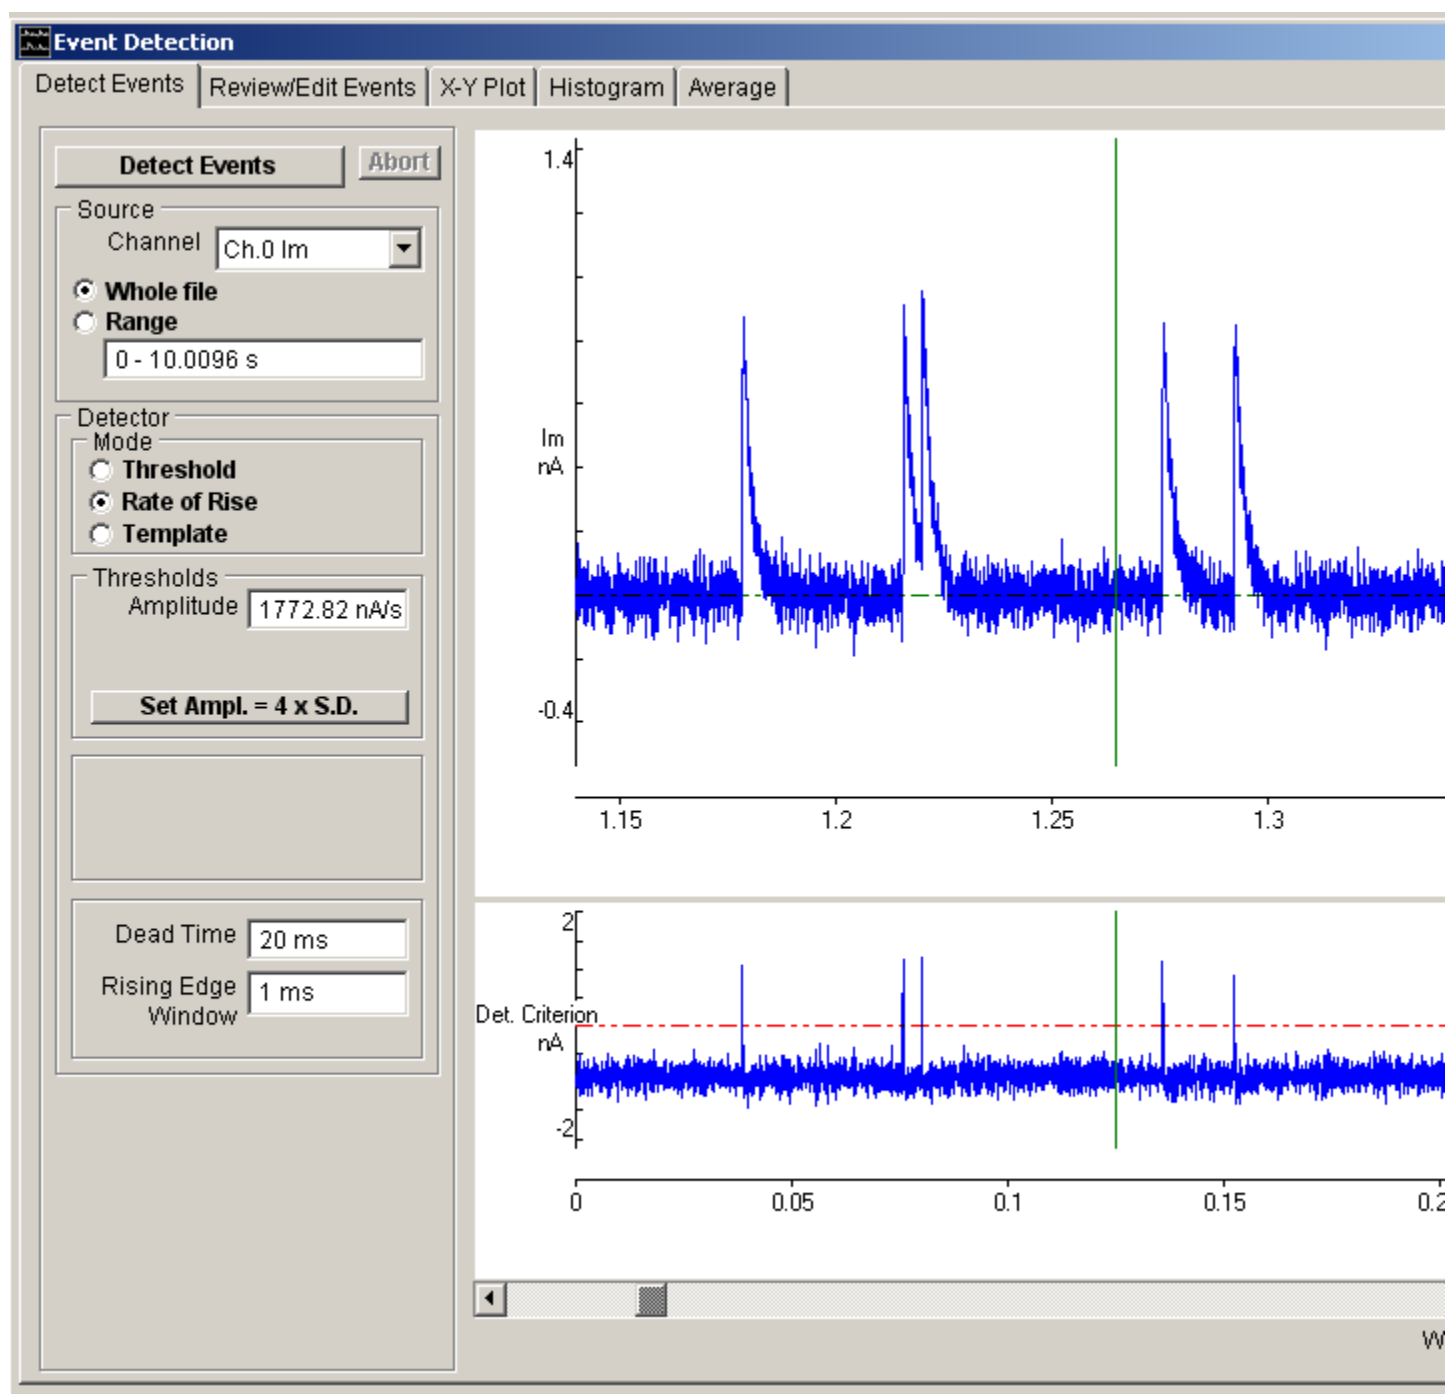 Event Detection
Detect Events Review/Edit Events X-Y Plot Histogram Average
Detect Events Abort
Source
Channel Ch.0 Im
Whole file
Range
0 - 10.0096 s
Detector
Mode
Threshold
Rate of Rise
Template
Thresholds
Amplitude 1772.82 nA/s
Set Ampl. = 4 x S.D.
Dead Time 20 ms
Rising Edge 1 ms
Window
1.4
Im
nA
-0.4
1.15 1.2 1.25 1.3
2
Det. Criterion
nA
-2
0 0.05 0.1 0.15 0.2